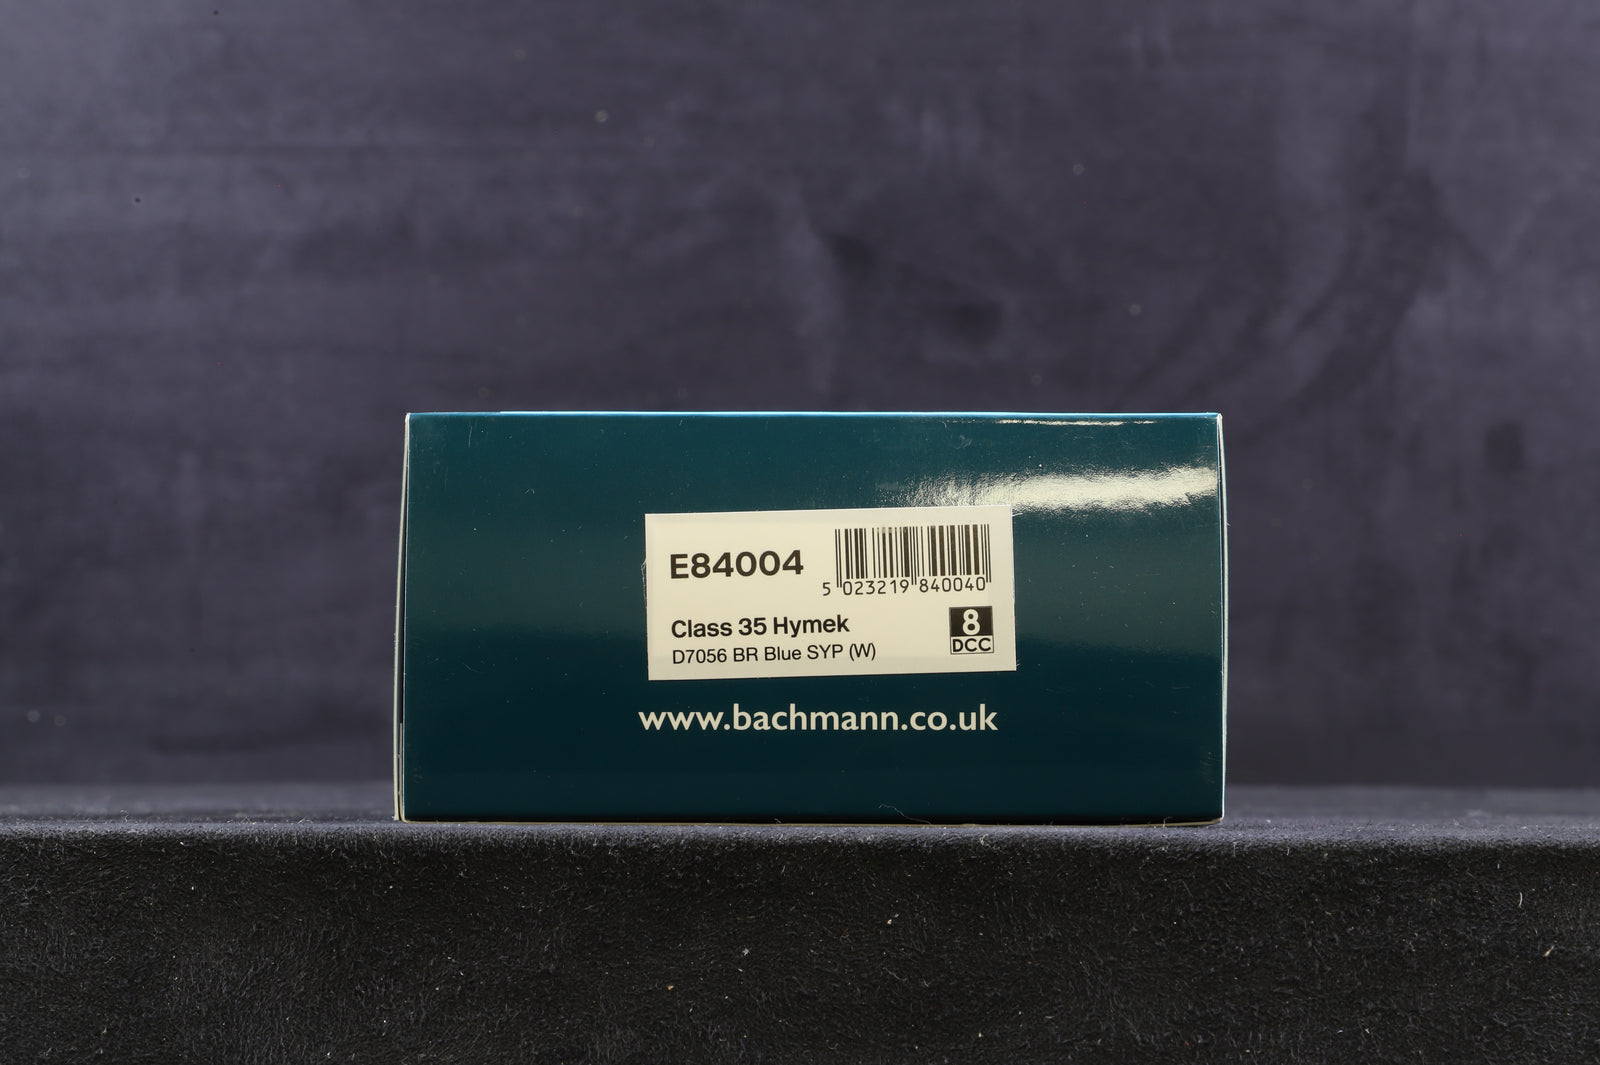 E84004
5 023219 840040
Class 35 Hymek
D7056 BR Blue SYP (W)
8
DCC
www.bachmann.co.uk